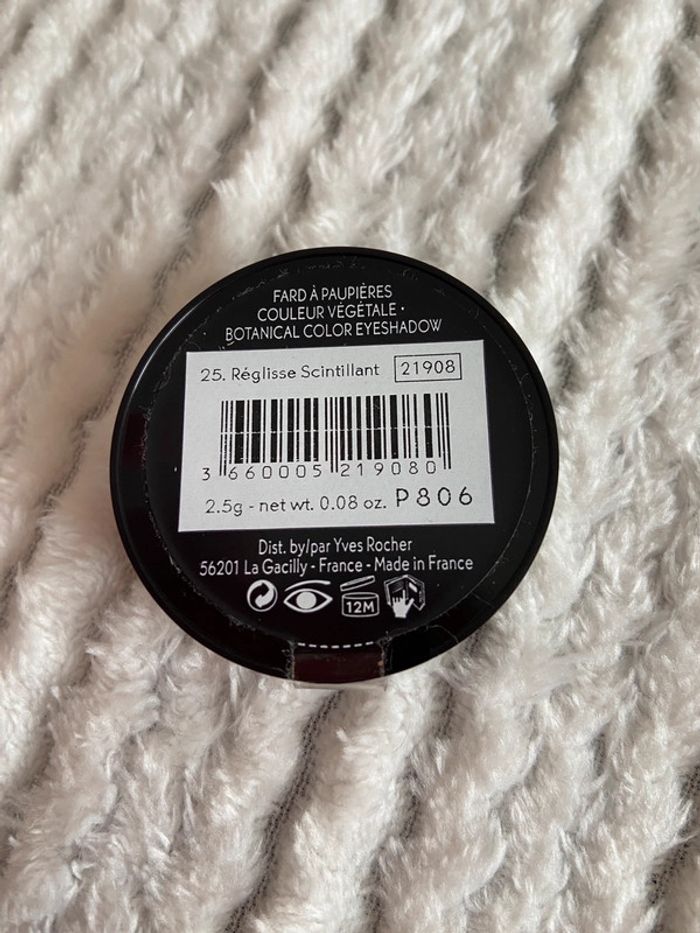 FARD À PAUPIÈRES
COULEUR VÉGÉTALE •
BOTANICAL COLOR EYESHADOW
25. Réglisse Scintillant 21908
3 660005 219080
2.5g - net wt. 0.08 oz. P806
Dist. by/par Yves Rocher
56201 La Gacilly - France - Made in France
12M